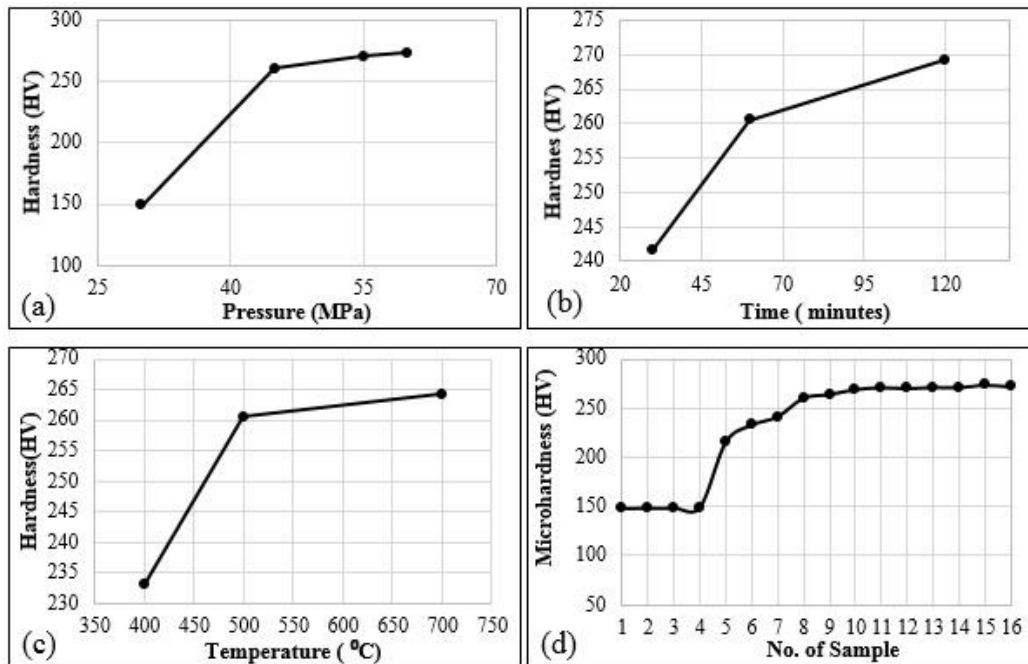 300
250
200
150
100
25 40 55 70
Hardness (HV)
Pressure (MPa)
(a)
275
270
265
260
255
250
245
240
20 45 70 95 120
Hardnes (HV)
Time ( minutes)
(b)
270
265
260
255
250
245
240
235
230
350 400 450 500 550 600 650 700 750
Hardness(HV)
Temperature ( ⁰C)
(c)
300
250
200
150
100
50
1 2 3 4 5 6 7 8 9 10 11 12 13 14 15 16
Microhardness (HV)
No. of Sample
(d)